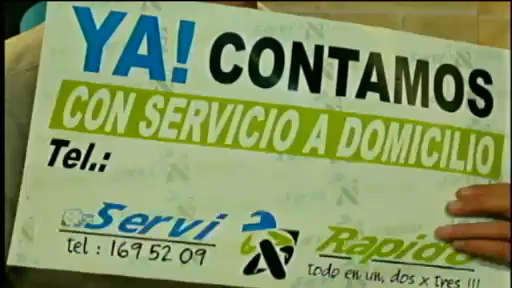 YA! CONTAMOS
CON SERVICIO A DOMICILIO
Tel.:
Servi Rapido
tel : 169 52 09
todo en un, dos x tres !!!